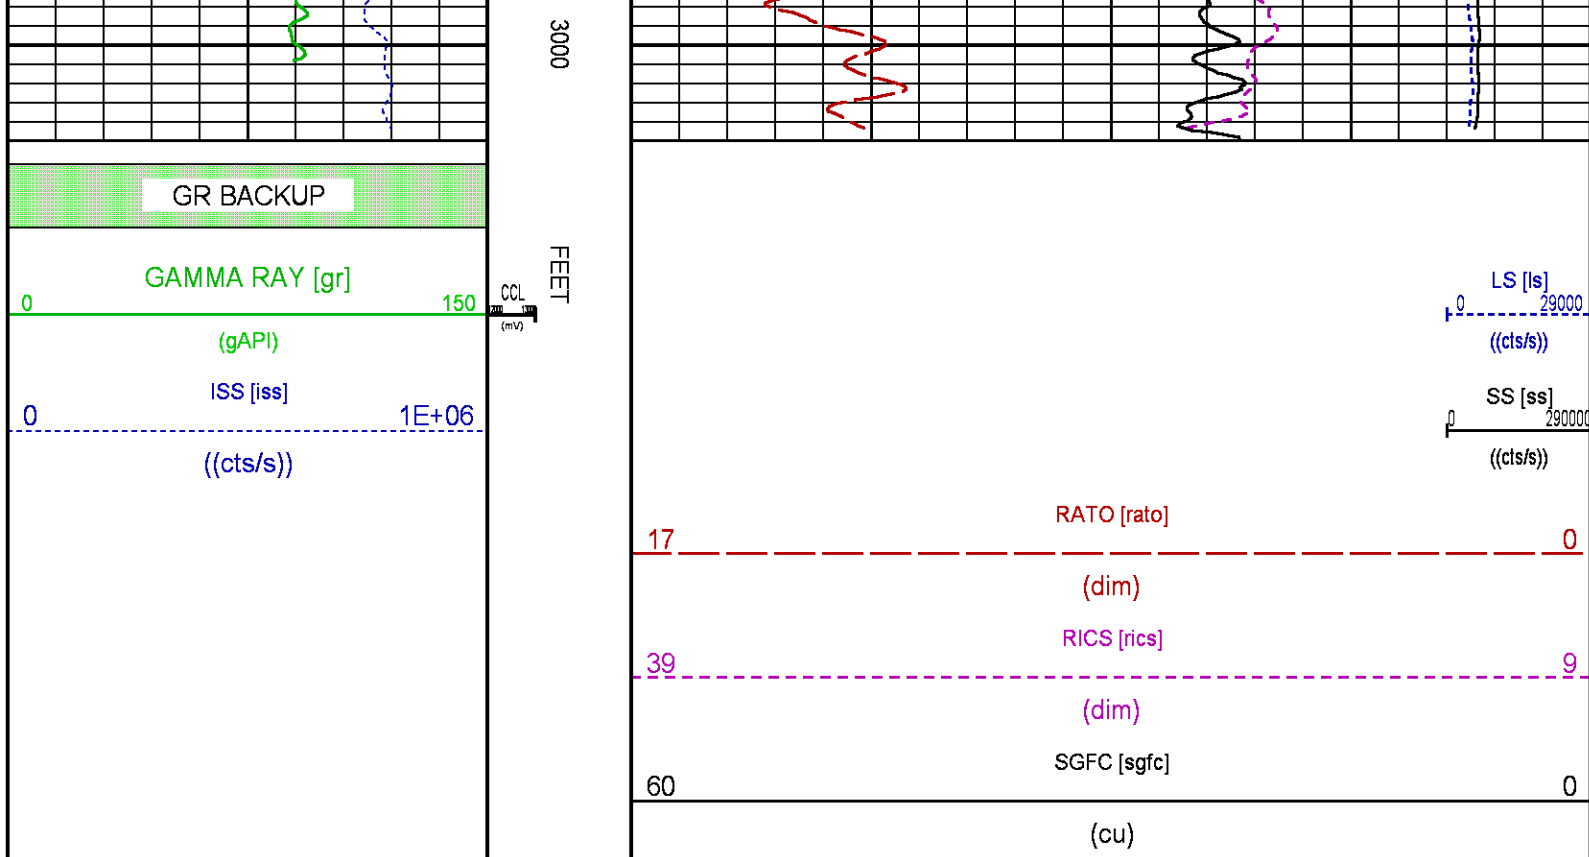 3000
GR BACKUP
FEET
GAMMA RAY [gr]
0 150
(gAPI)
CCL
(mV)
ISS [iss]
0 1E+06
((cts/s))
LS [ls]
0 29000
((cts/s))
SS [ss]
0 290000
((cts/s))
RATO [rato]
17 0
(dim)
RICS [rics]
39 9
(dim)
SGFC [sgfc]
60 0
(cu)